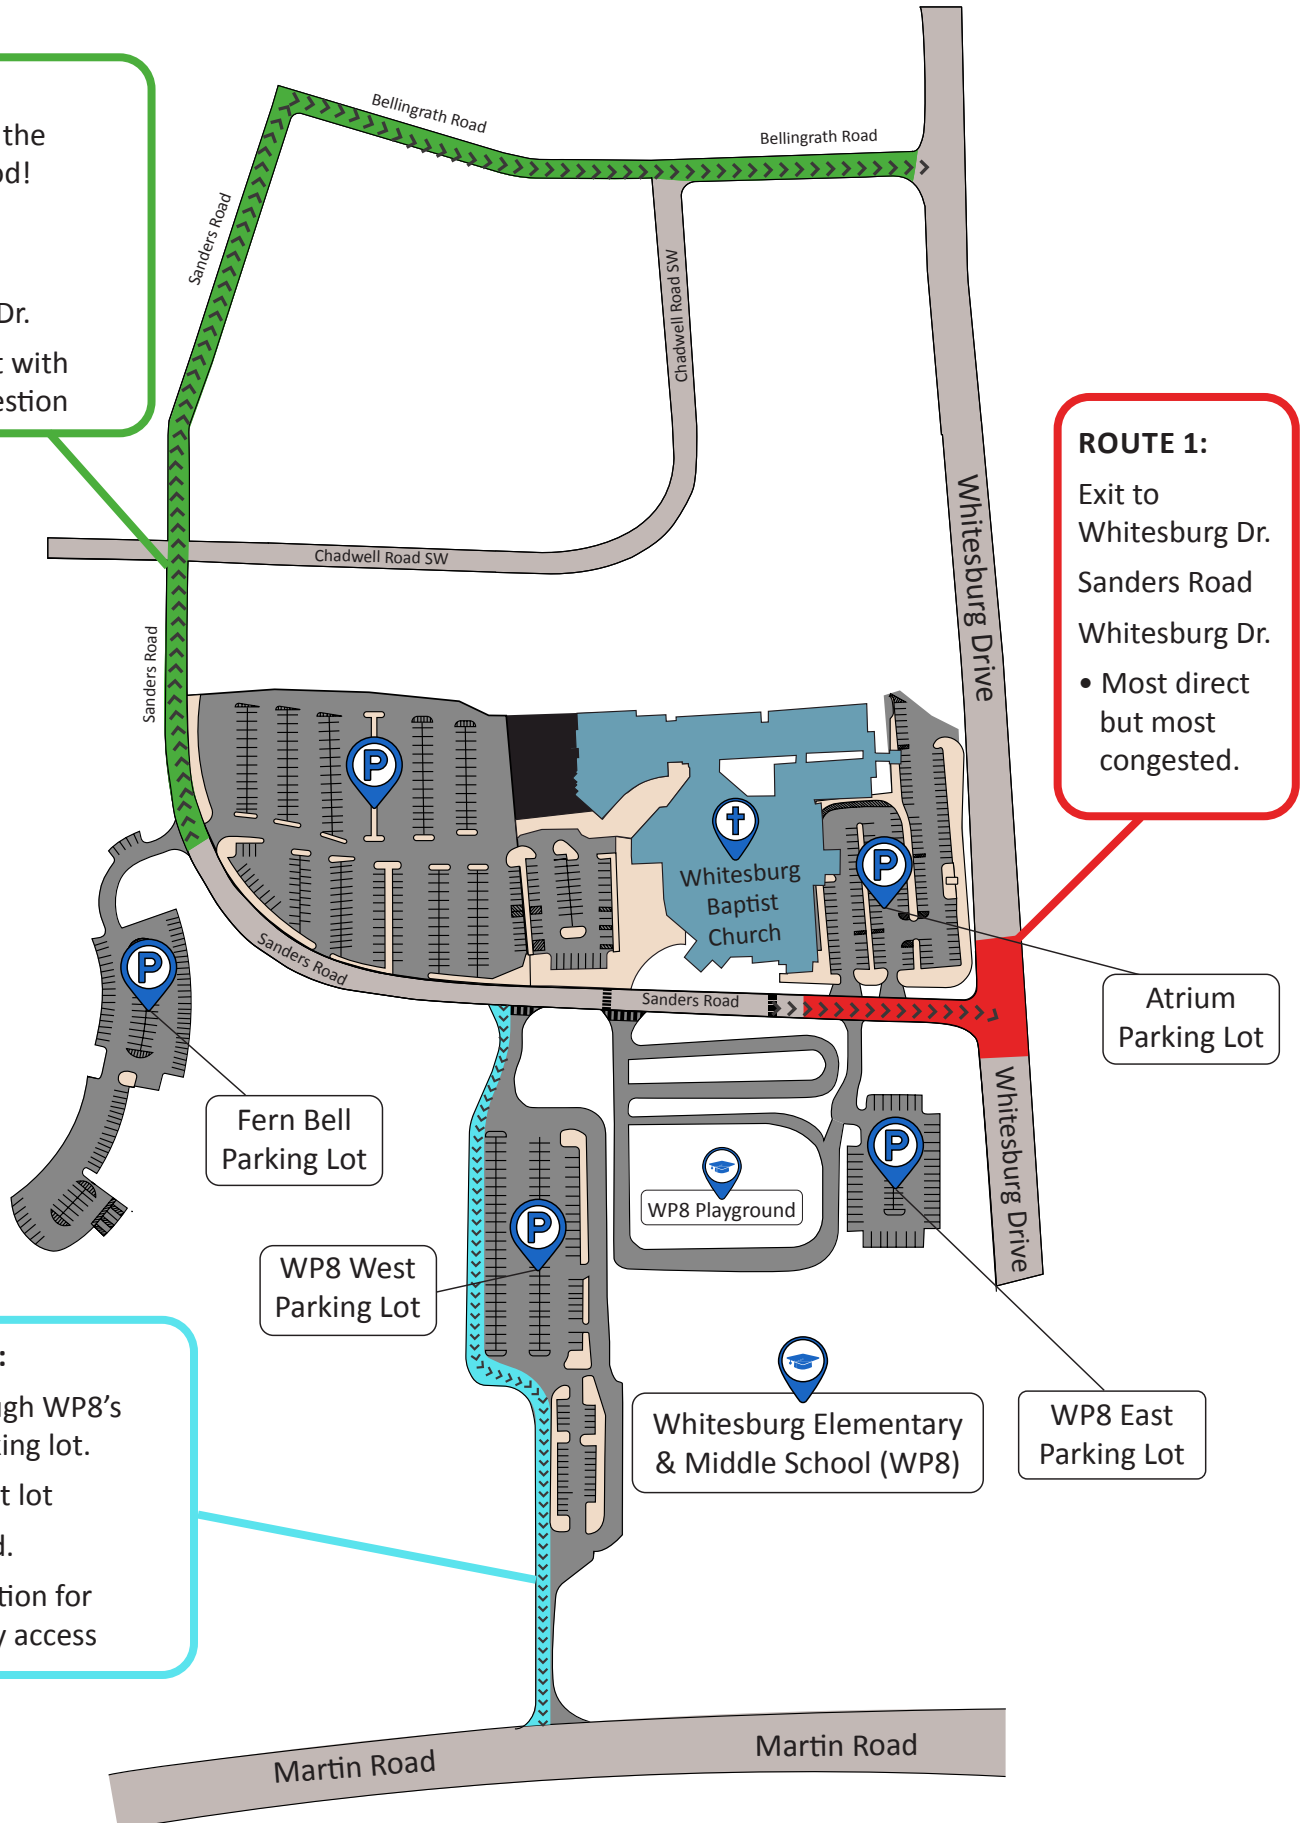 the
od!
Dr.
t with
estion
Bellingrath Road
Bellingrath Road
Sanders Road
Chadwell Road SW
Chadwell Road SW
Sanders Road
Whitesburg Drive
ROUTE 1:
Exit to
Whitesburg Dr.
Sanders Road
Whitesburg Dr.
• Most direct
but most
congested.
P
Whitesburg
Baptist
Church
P
Sanders Road
P
Sanders Road
Atrium
Parking Lot
Fern Bell
Parking Lot
Whitesburg Drive
P
WP8 Playground
P
WP8 West
Parking Lot
Whitesburg Elementary
& Middle School (WP8)
WP8 East
Parking Lot
:
ugh WP8’s
king lot.
t lot
d.
tion for
y access
Martin Road
Martin Road